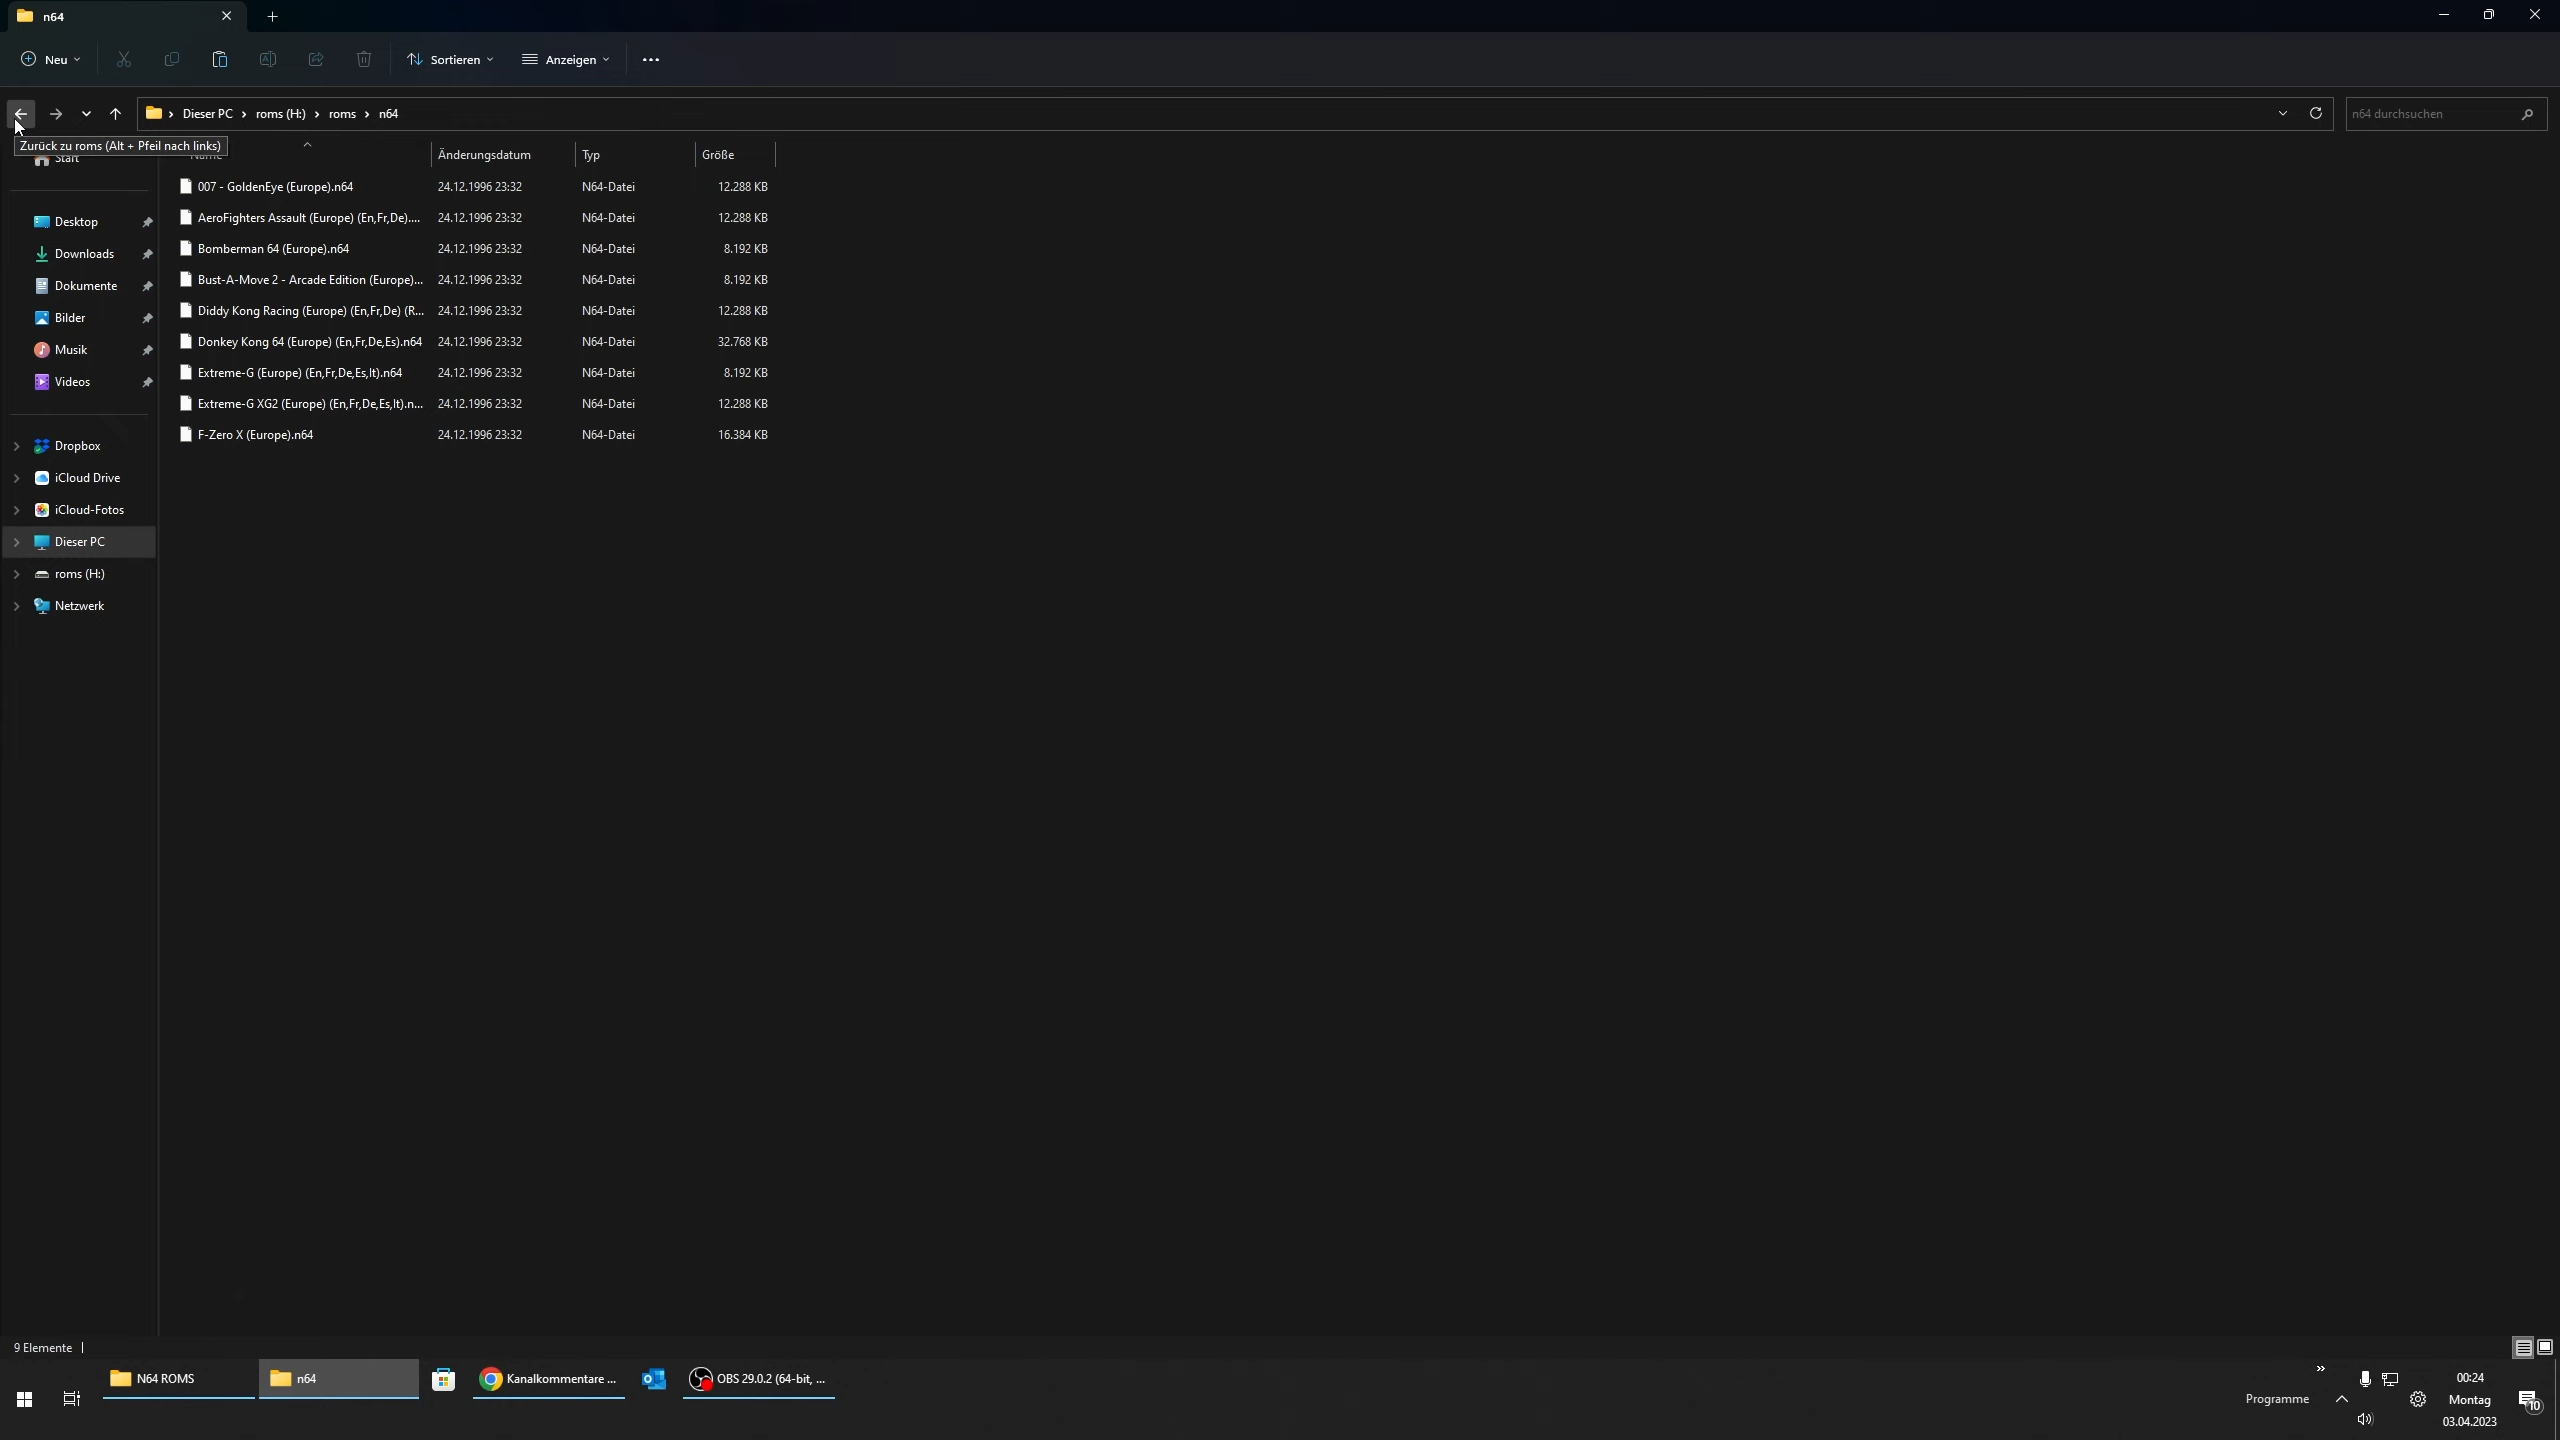 n64
Neu
Sortieren
Anzeigen
Dieser PC > roms (H:) > roms > n64
n64 durchsuchen
Zurück zu roms (Alt + Pfeil nach links)
Start
Änderungsdatum Typ Größe
007 - GoldenEye (Europe).n64 24.12.1996 23:32 N64-Datei 12.288 KB
AeroFighters Assault (Europe) (En,Fr,De).... 24.12.1996 23:32 N64-Datei 12.288 KB
Bomberman 64 (Europe).n64 24.12.1996 23:32 N64-Datei 8.192 KB
Bust-A-Move 2 - Arcade Edition (Europe)... 24.12.1996 23:32 N64-Datei 8.192 KB
Diddy Kong Racing (Europe) (En,Fr,De) (R... 24.12.1996 23:32 N64-Datei 12.288 KB
Donkey Kong 64 (Europe) (En,Fr,De,Es).n64 24.12.1996 23:32 N64-Datei 32.768 KB
Extreme-G (Europe) (En,Fr,De,Es,It).n64 24.12.1996 23:32 N64-Datei 8.192 KB
Extreme-G XG2 (Europe) (En,Fr,De,Es,It).n... 24.12.1996 23:32 N64-Datei 12.288 KB
F-Zero X (Europe).n64 24.12.1996 23:32 N64-Datei 16.384 KB
Desktop
Downloads
Dokumente
Bilder
Musik
Videos
Dropbox
iCloud Drive
iCloud-Fotos
Dieser PC
roms (H:)
Netzwerk
9 Elemente
N64 ROMS
n64
Kanalkommentare ...
OBS 29.0.2 (64-bit, ...
Programme
00:24
Montag
03.04.2023
10